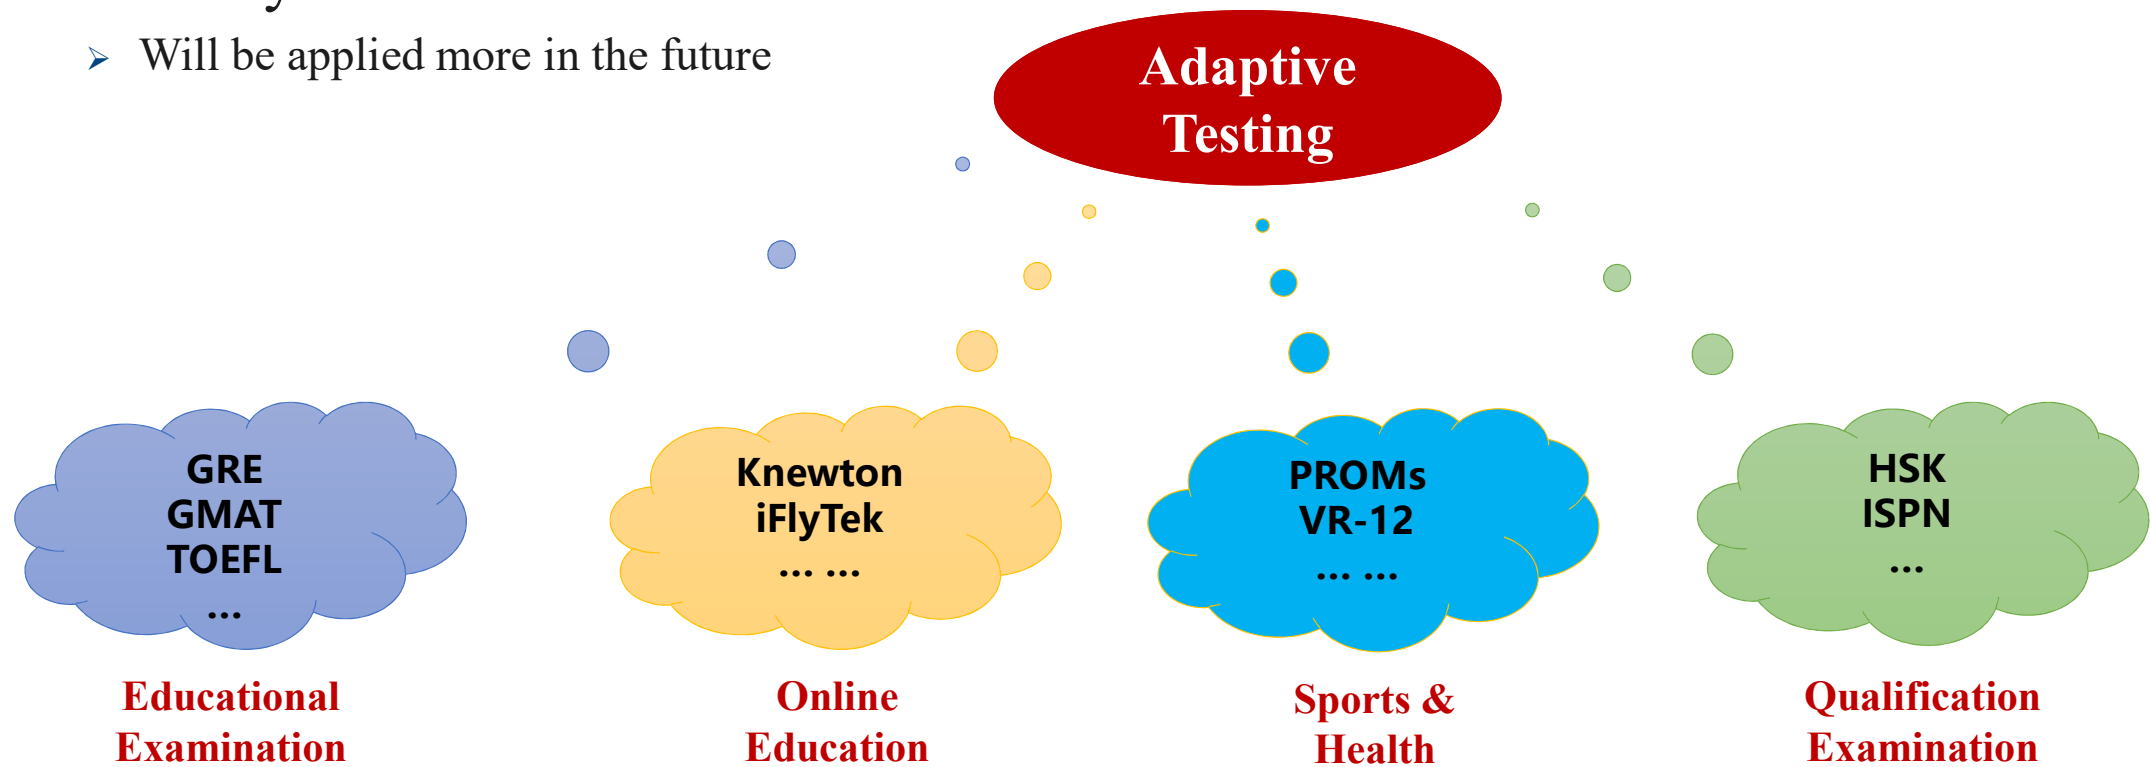 Will be applied more in the future
Adaptive
Testing
GRE
GMAT
TOEFL
...
Knewton
iFlyTek
... ...
PROMs
VR-12
... ...
HSK
ISPN
...
Educational
Examination
Online
Education
Sports &
Health
Qualification
Examination